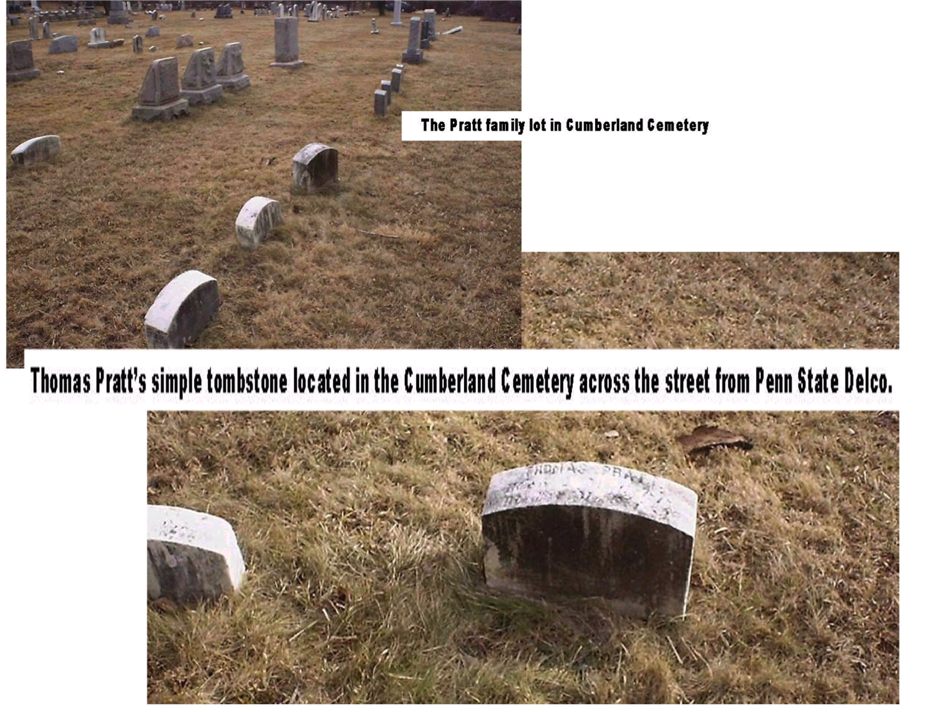 The Pratt family lot in Cumberland Cemetery
Thomas Pratt's simple tombstone located in the Cumberland Cemetery across the street from Penn State Delco.
THOMAS PRATT